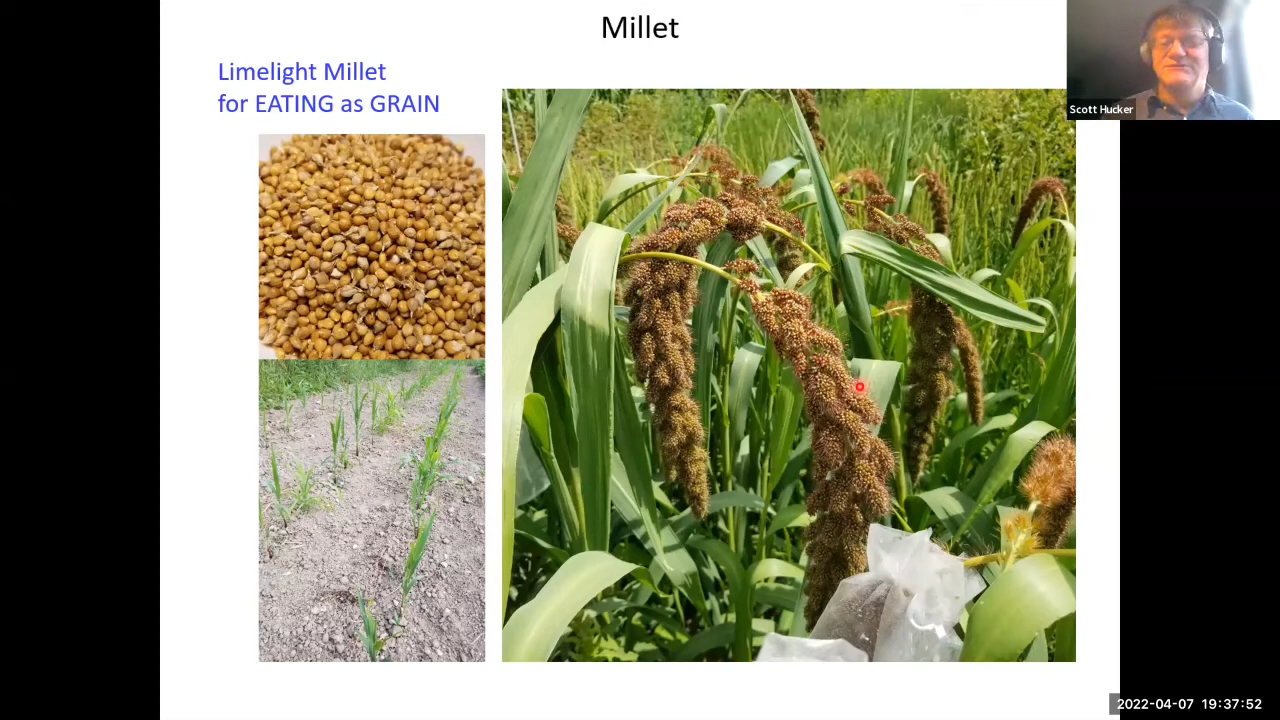 Millet
Limelight Millet
for EATING as GRAIN
Scott Hucker
2022-04-07 19:37:52